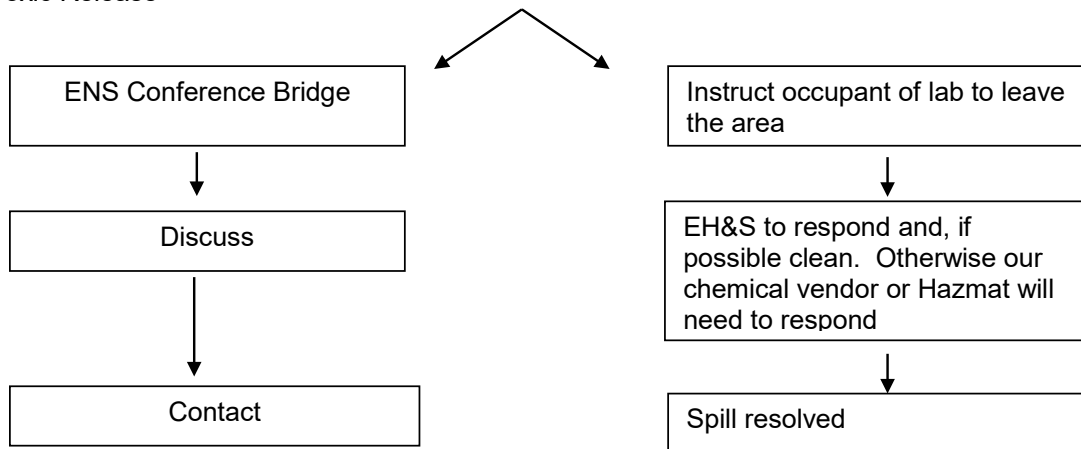 Release
ENS Conference Bridge
Discuss
Contact
Instruct occupant of lab to leave
the area
EH&S to respond and, if
possible clean. Otherwise our
chemical vendor or Hazmat will
need to respond
Spill resolved